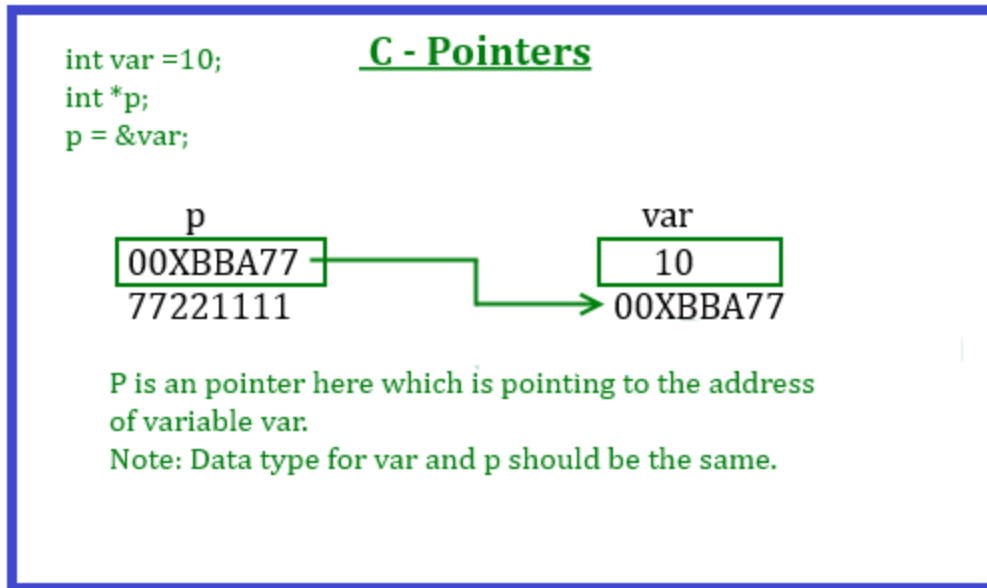 C - Pointers
int var =10;
int *p;
p = &var;
p
var
00XBBA77
10
77221111
00XBBA77
P is an pointer here which is pointing to the address
of variable var.
Note: Data type for var and p should be the same.